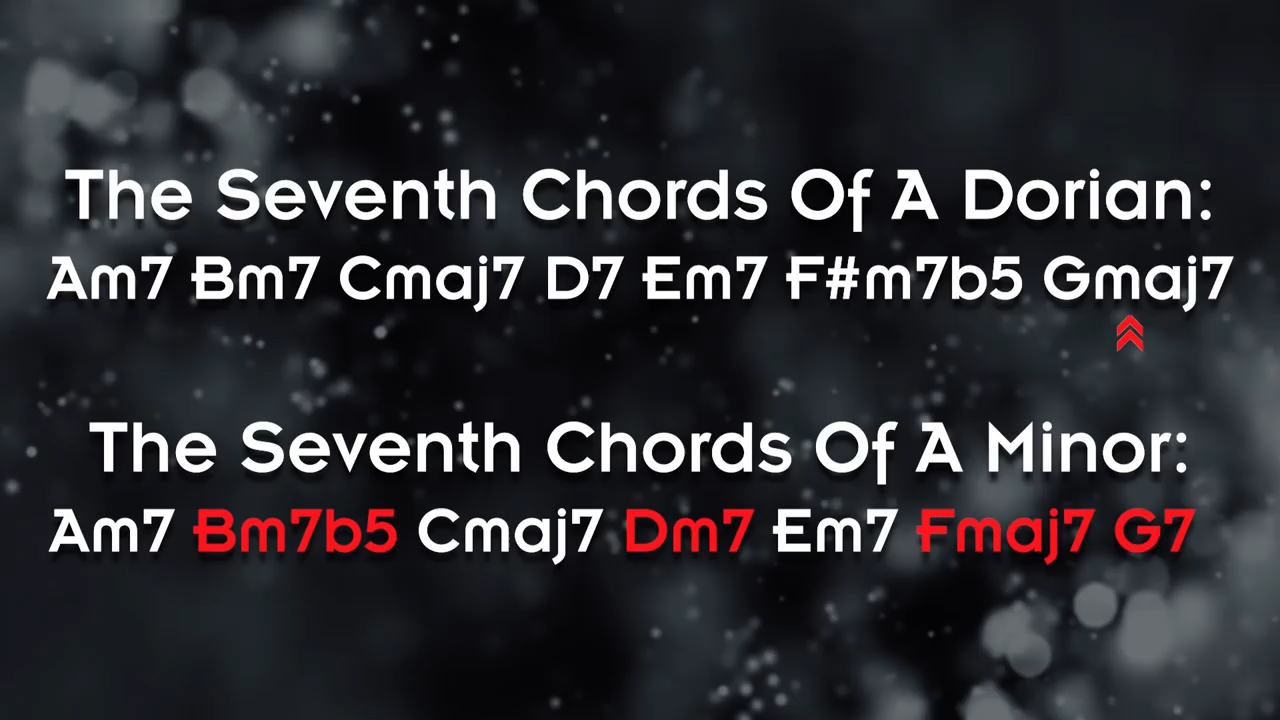 The Seventh Chords Of A Dorian:
Am7 Bm7 Cmaj7 D7 Em7 F#m7b5 Gmaj7
The Seventh Chords Of A Minor:
Am7 Bm7b5 Cmaj7 Dm7 Em7 Fmaj7 G7